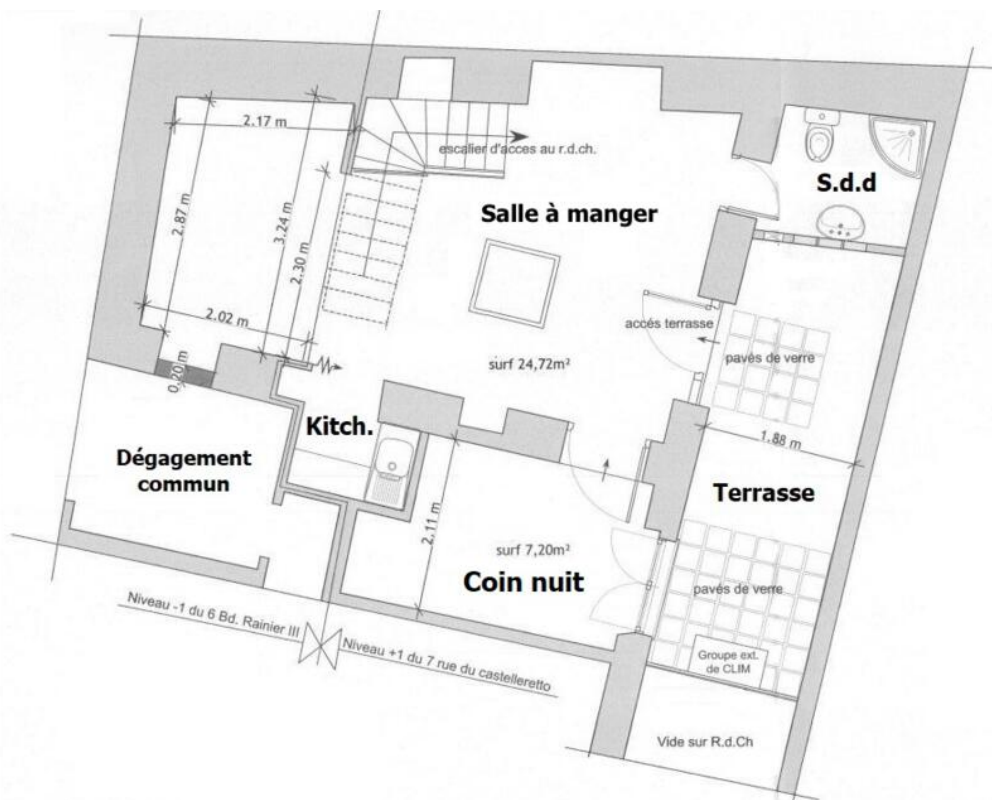 2.17 m
escalier d'acces au r.d.ch.
S.d.d
Salle à manger
2.87 m
3.24 m
2.30 m
2.02 m
accés terrasse
surf 24,72m²
pavés de verre
0,20 m
Kitch.
1.88 m
Dégagement
commun
2.11 m
Terrasse
surf 7,20m²
Coin nuit
pavés de verre
Groupe ext.
de CLIM
Niveau -1 du 6 Bd. Rainier III
Niveau +1 du 7 rue du castelleretto
Vide sur R.d.Ch